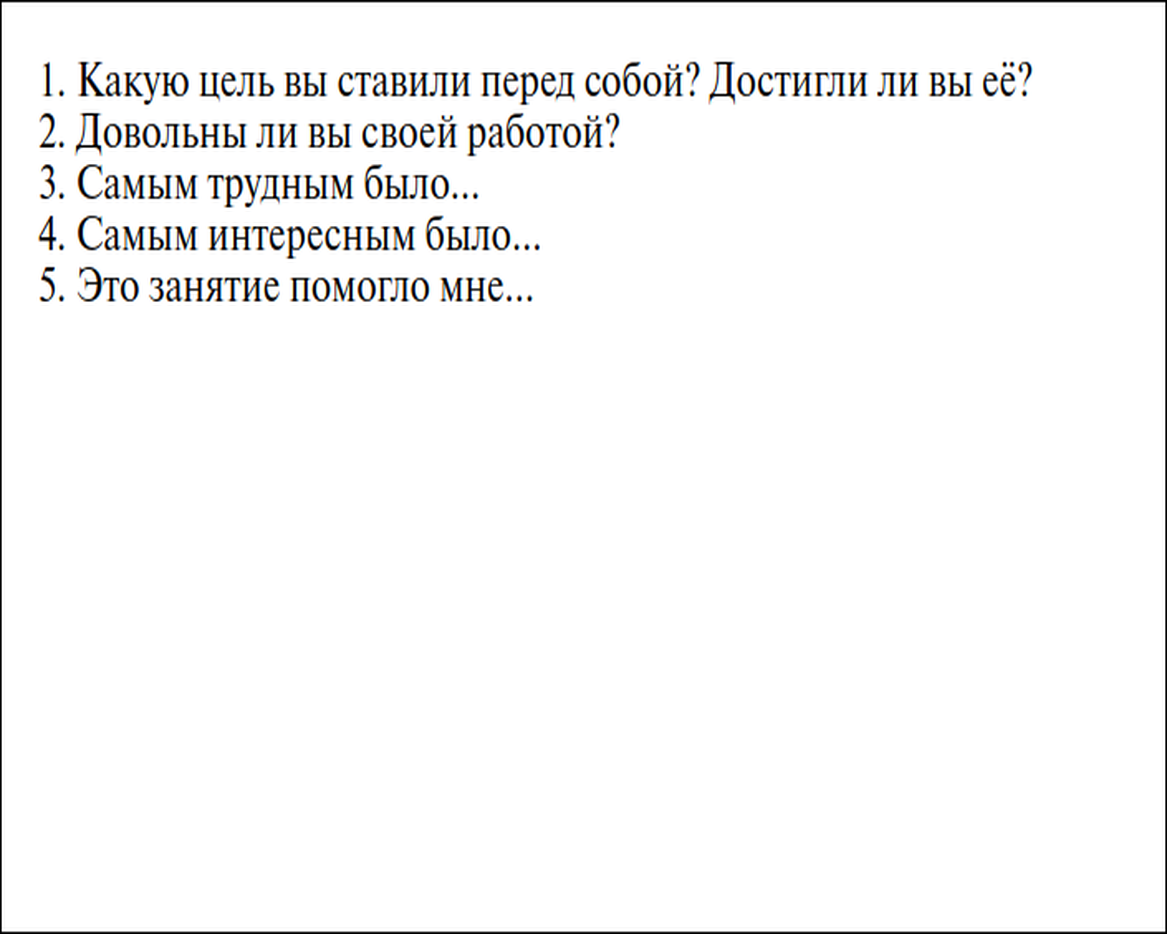 1. Какую цель вы ставили перед собой? Достигли ли вы её?
2. Довольны ли вы своей работой?
3. Самым трудным было...
4. Самым интересным было...
5. Это занятие помогло мне...